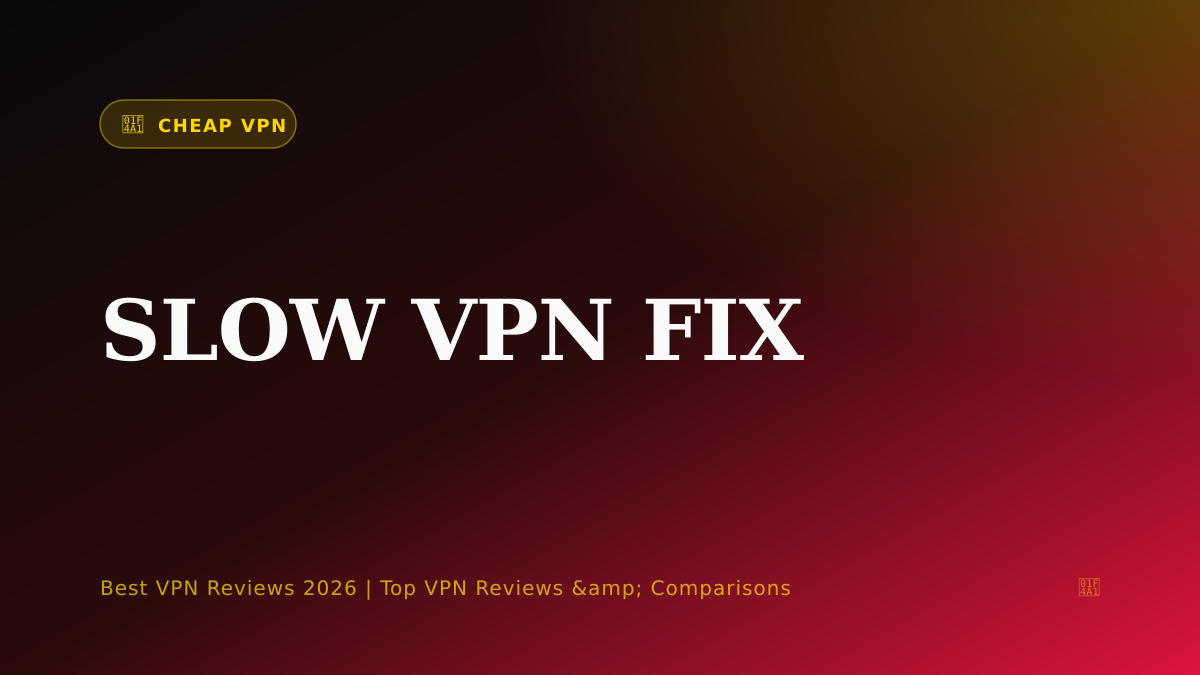 CHEAP VPN
SLOW VPN FIX
Best VPN Reviews 2026 | Top VPN Reviews &amp; Comparisons